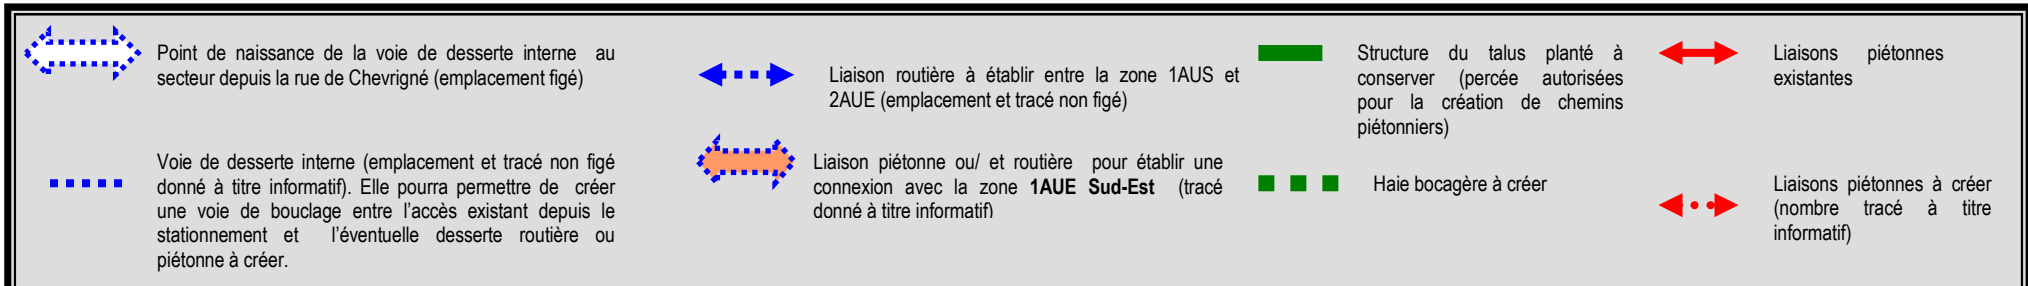 Point de naissance de la voie de desserte interne au
secteur depuis la rue de Chevrigné (emplacement figé)
Voie de desserte interne (emplacement et tracé non figé
donné à titre informatif). Elle pourra permettre de créer
une voie de bouclage entre l'accès existant depuis le
stationnement et l'éventuelle desserte routière ou
piétonne à créer.
Liaison routière à établir entre la zone 1AUS et
2AUE (emplacement et tracé non figé)
Liaison piétonne ou/ et routière pour établir une
connexion avec la zone 1AUE Sud-Est (tracé
donné à titre informatif)
Structure du talus planté à
conserver (percée autorisées
pour la création de chemins
piétonniers)
Haie bocagère à créer
Liaisons piétonnes
existantes
Liaisons piétonnes à créer
(nombre tracé à titre
informatif)